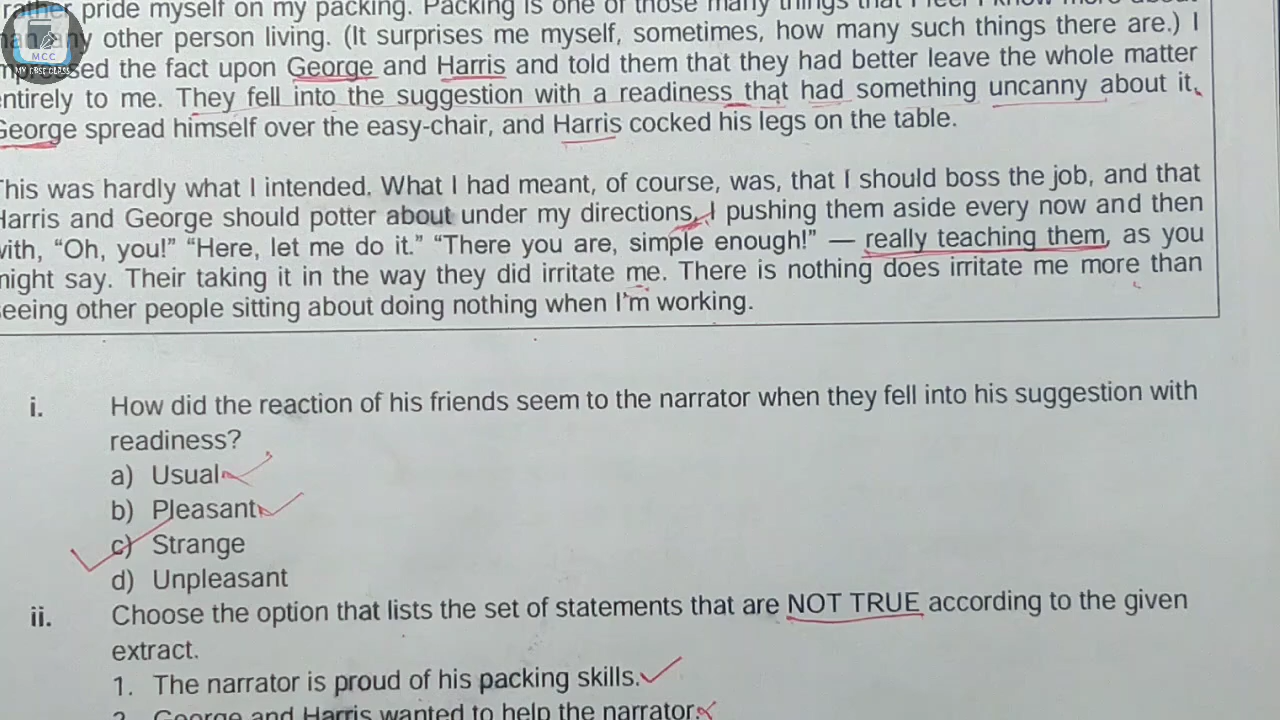 rather pride myself on my packing. Packing is one of those many things that I feel I know more about
any other person living. (It surprises me myself, sometimes, how many such things there are.) I
the fact upon George and Harris and told them that they had better leave the whole matter
entirely to me. They fell into the suggestion with a readiness that had something uncanny about it.
George spread himself over the easy-chair, and Harris cocked his legs on the table.
This was hardly what I intended. What I had meant, of course, was, that I should boss the job, and that
Harris and George should potter about under my directions, I pushing them aside every now and then
with, “Oh, you!” “Here, let me do it.” “There you are, simple enough!” — really teaching them, as you
might say. Their taking it in the way they did irritate me. There is nothing does irritate me more than
seeing other people sitting about doing nothing when I'm working.
i. How did the reaction of his friends seem to the narrator when they fell into his suggestion with
readiness?
a) Usual
b) Pleasant
c) Strange
d) Unpleasant
ii. Choose the option that lists the set of statements that are NOT TRUE according to the given
extract.
1. The narrator is proud of his packing skills.
2. George and Harris wanted to help the narrator.
MCC
MY CBSE CLASS